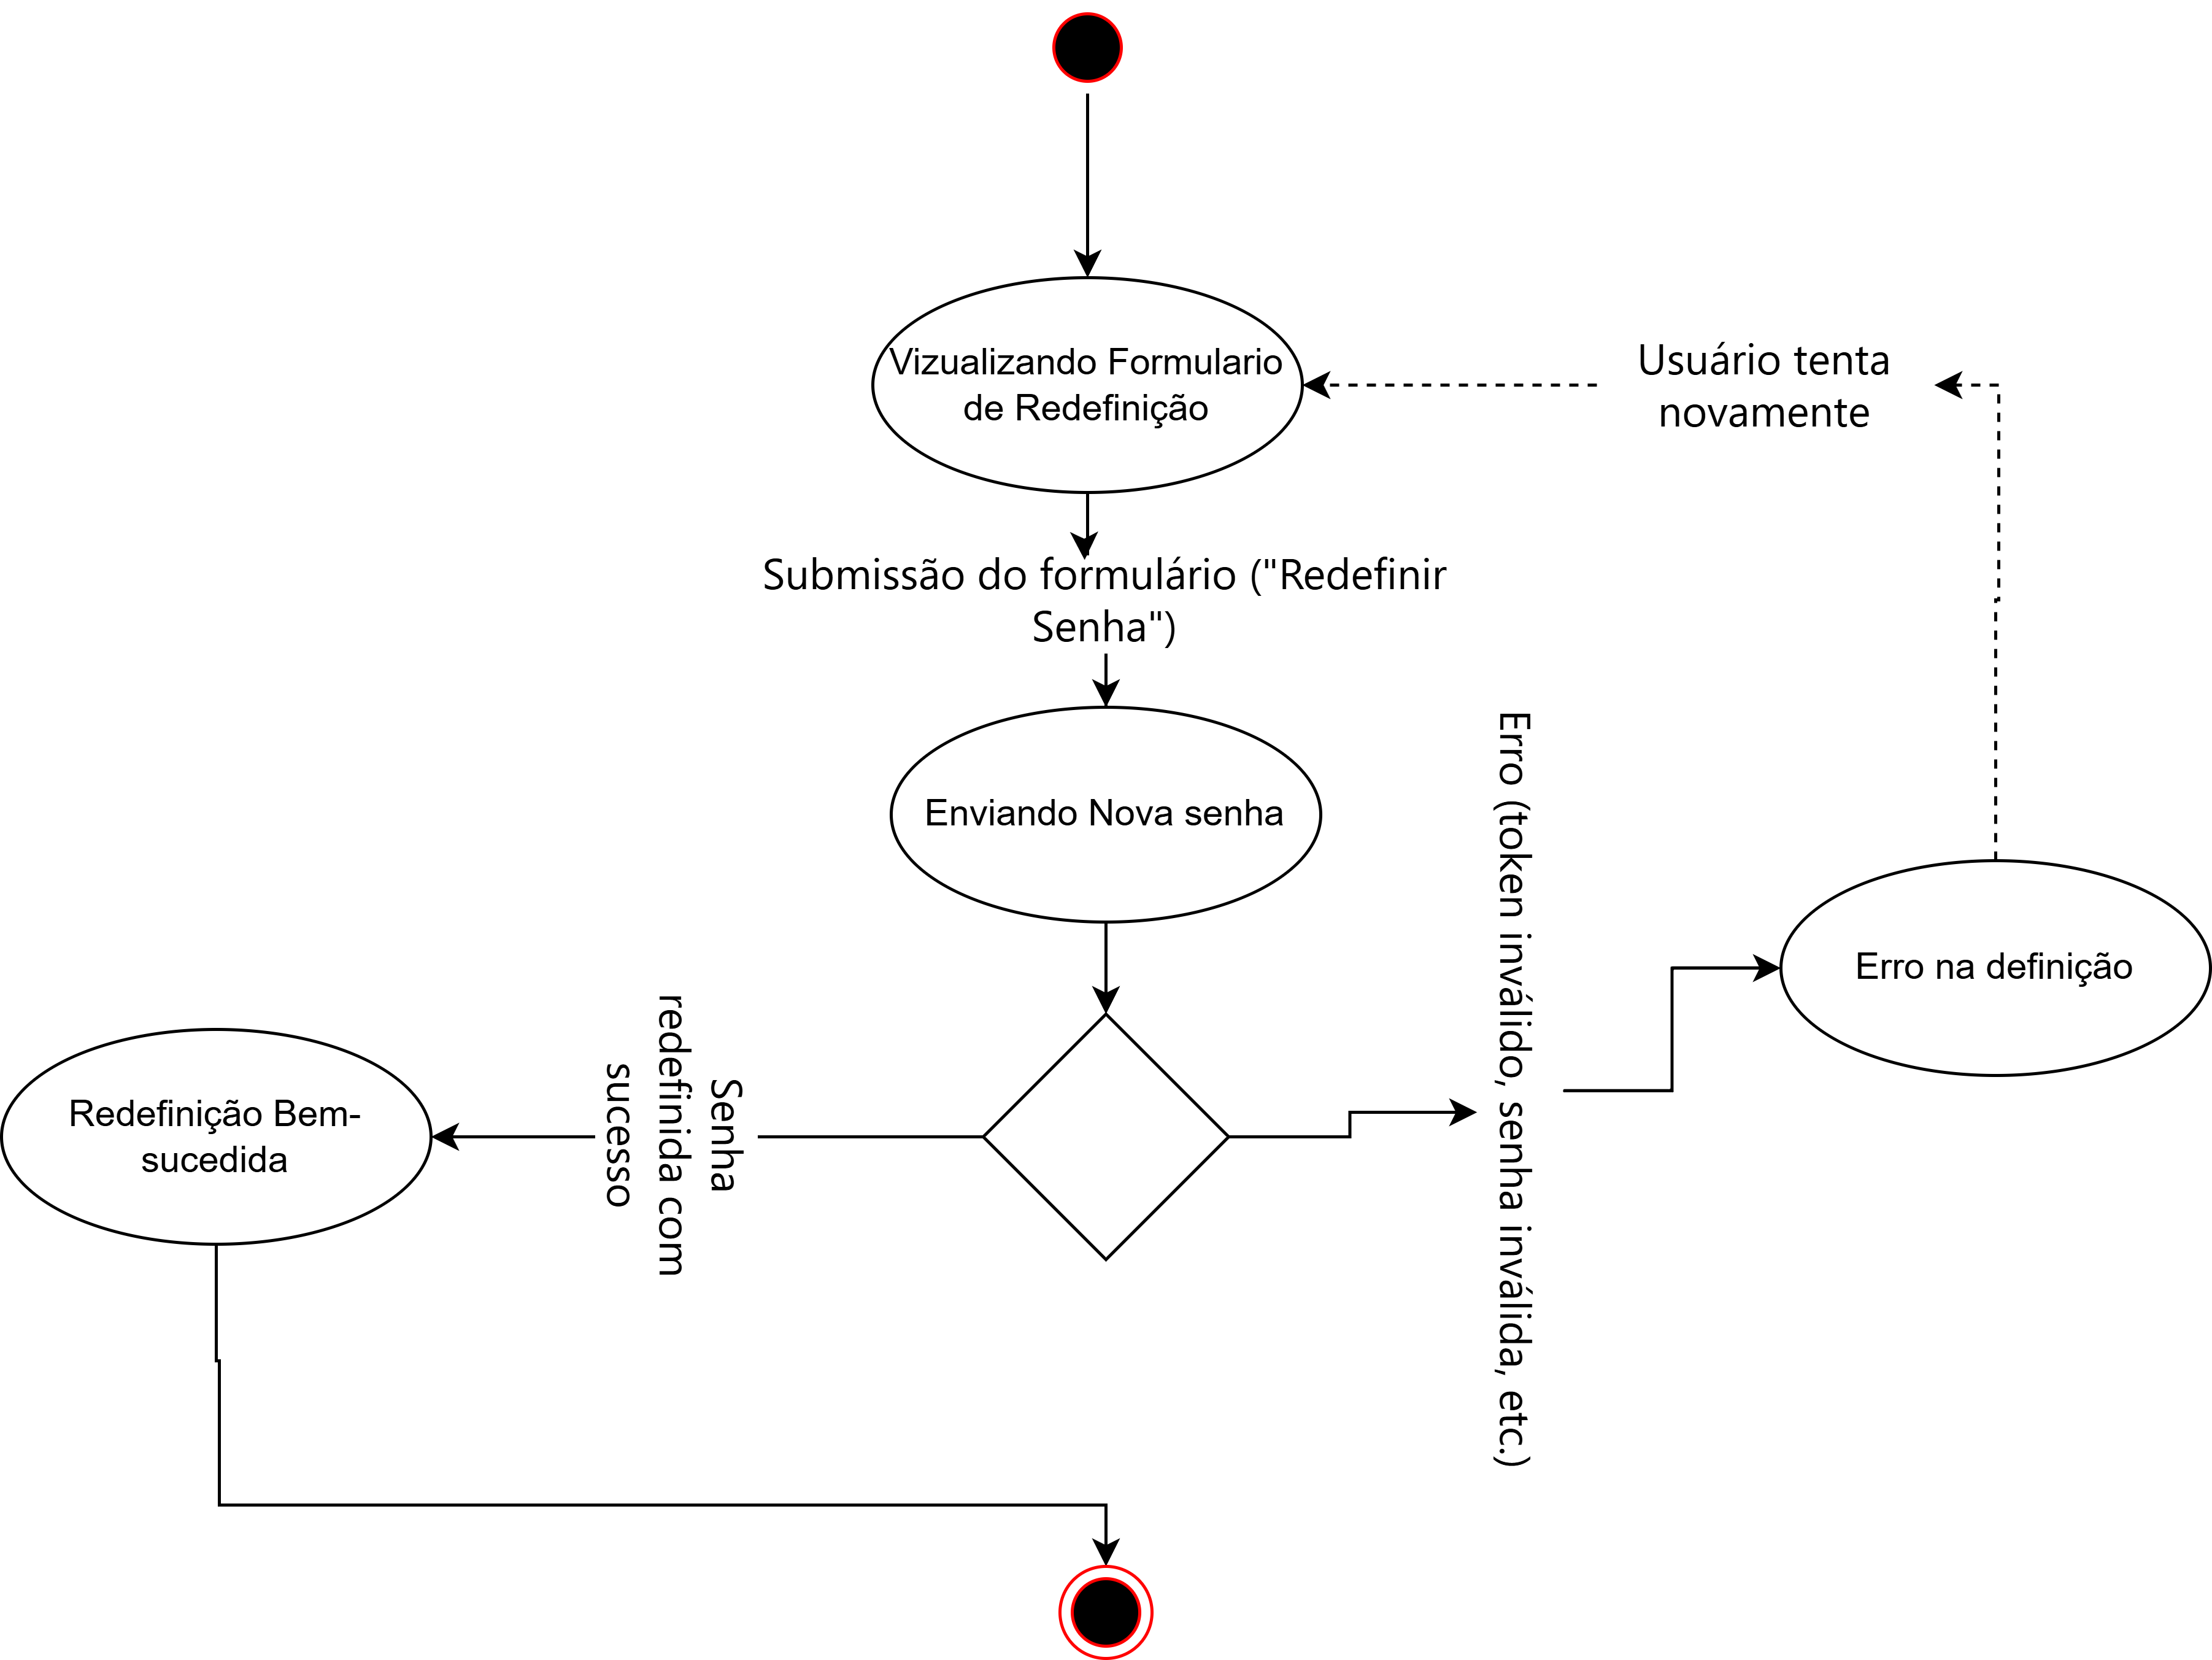 Vizualizando Formulario
de Redefinição
Usuário tenta
novamente
Submissão do formulário ("Redefinir
Senha")
Enviando Nova senha
Erro (token inválido, senha inválida, etc.)
Erro na definição
Senha
redefinida com
sucesso
Redefinição Bem-
sucedida